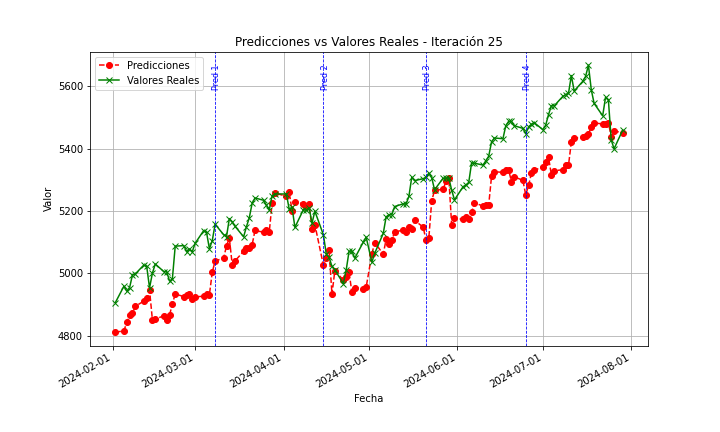 Predicciones vs Valores Reales - Iteración 25
Predicciones
Valores Reales
Pred 1
Pred 2
Pred 3
Pred 4
Valor
5600
5400
5200
5000
4800
2024-02-01
2024-03-01
2024-04-01
2024-05-01
2024-06-01
2024-07-01
2024-08-01
Fecha